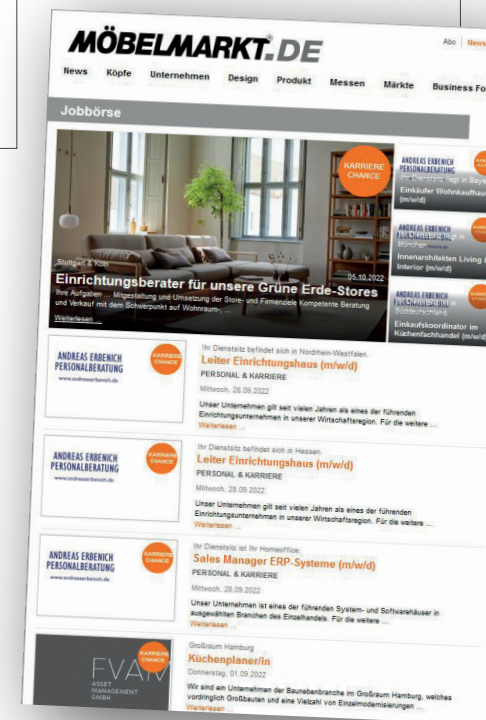 MÖBELMARKT.DE
Abo | News
News Köpfe Unternehmen Design Produkt Messen Märkte Business
Jobbörse
KARRIERE
CHANCE
Stuttgart & Köln
05.10.2022
Einrichtungsberater für unsere Grüne Erde-Stores
Ihre Aufgaben ... Mitgestaltung und Umsetzung der Store- und Firmenziele Kompetente Beratung
und Verkauf mit dem Schwerpunkt auf Wohnraum-, ...
Weiterlesen ...
ANDREAS ERBENICH
PERSONALBERATUNG
Ihr Dienstsitz liegt in
Einkäufer Wohnkaufhaus
(m/w/d)
ANDREAS ERBENICH
PERSONALBERATUNG
Ihr Dienstsitz liegt in
München
Innenarchitekten Living
Interior (m/w/d)
ANDREAS ERBENICH
PERSONALBERATUNG
Süddeutschland
Einkaufskoordinator im
Küchenfachhandel (m/w/d)
ANDREAS ERBENICH
PERSONALBERATUNG
www.andreaserbenich.de
KARRIERE
CHANCE
Ihr Dienstsitz befindet sich in Nordrhein-Westfalen.
Leiter Einrichtungshaus (m/w/d)
PERSONAL & KARRIERE
Mittwoch, 28.09.2022
Unser Unternehmen gilt seit vielen Jahren als eines der führenden
Einrichtungsunternehmen in unserer Wirtschaftsregion. Für die weitere ...
Weiterlesen ...
ANDREAS ERBENICH
PERSONALBERATUNG
www.andreaserbenich.de
KARRIERE
CHANCE
Ihr Dienstsitz befindet sich in Hessen.
Leiter Einrichtungshaus (m/w/d)
PERSONAL & KARRIERE
Mittwoch, 28.09.2022
Unser Unternehmen gilt seit vielen Jahren als eines der führenden
Einrichtungsunternehmen in unserer Wirtschaftsregion. Für die weitere ...
Weiterlesen ...
ANDREAS ERBENICH
PERSONALBERATUNG
www.andreaserbenich.de
KARRIERE
CHANCE
Ihr Dienstsitz ist Ihr Homeoffice.
Sales Manager ERP-Systeme (m/w/d)
PERSONAL & KARRIERE
Mittwoch, 28.09.2022
Unser Unternehmen ist eines der führenden System- und Softwarehäuser in
ausgewählten Branchen des Einzelhandels. Für die weitere ...
Weiterlesen ...
FVAM
ASSET
MANAGEMENT
GMBH
KARRIERE
CHANCE
Großraum Hamburg
Küchenplaner/in
Donnerstag, 01.09.2022
Wir sind ein Unternehmen der Baunebenbranche im Großraum Hamburg, welches
vordringlich Großbauten und eine Vielzahl von Einzelmodernisierungen ...
Weiterlesen ...